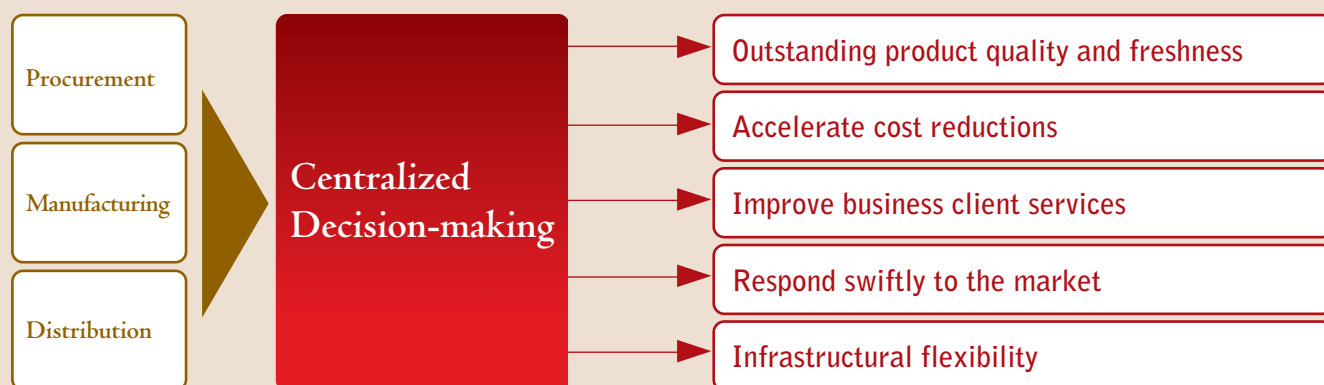 Procurement
Manufacturing
Distribution
Centralized
Decision-making
Outstanding product quality and freshness
Accelerate cost reductions
Improve business client services
Respond swiftly to the market
Infrastructural flexibility